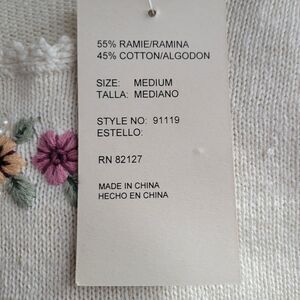 55% RAMIE/RAMINA
45% COTTON/ALGODON
SIZE: MEDIUM
TALLA: MEDIANO
STYLE NO: 91119
ESTELLO:
RN 82127
MADE IN CHINA
HECHO EN CHINA